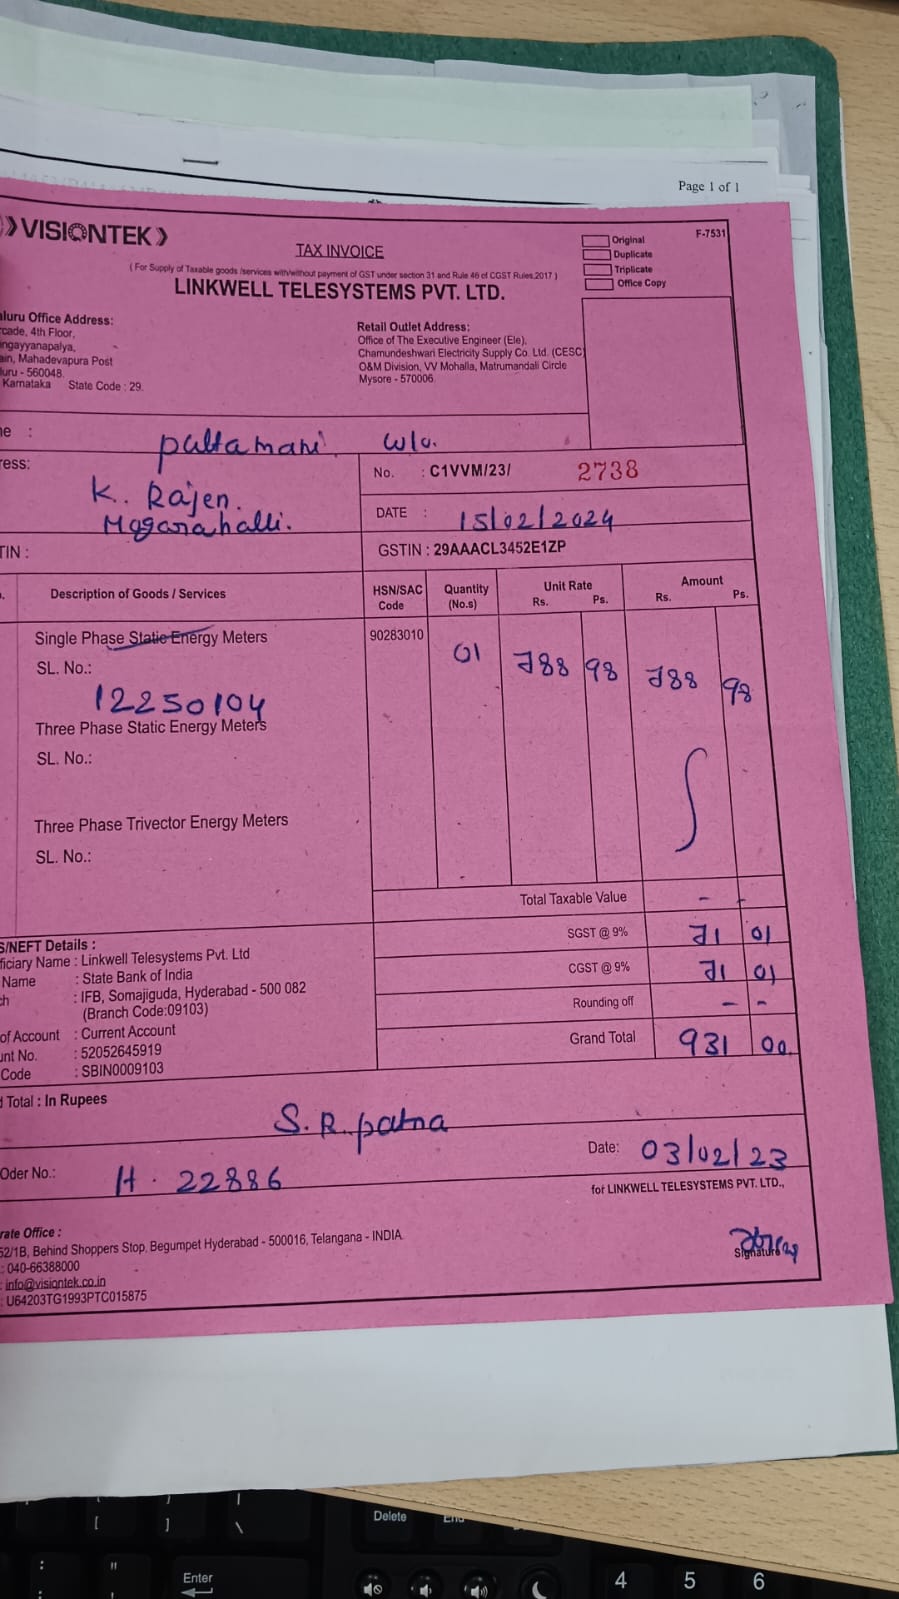 Page 1 of 1
VISIONTEK
F-7531
TAX INVOICE
Original
Duplicate
Triplicate
Office Copy
( For Supply of Taxable goods /services with/without payment of GST under section 31 and Rule 46 of CGST Rules,2017 )
LINKWELL TELESYSTEMS PVT. LTD.
aluru Office Address:
rcade, 4th Floor,
ngayyanapalya,
ain, Mahadevapura Post
luru - 560048.
Karnataka State Code : 29.
Retail Outlet Address:
Office of The Executive Engineer (Ele),
Chamundeshwari Electricity Supply Co. Ltd. (CESC)
O&M Division, VV Mohalla, Matrumandali Circle
Mysore - 570006.
ne : puttamani w/o.
ress: K. Rajen.
Mogarahalli.
No. : C1VVM/23/ 2738
DATE : 15/02/2024
TIN :
GSTIN : 29AAACL3452E1ZP
Description of Goods / Services
HSN/SAC Code
Quantity (No.s)
Unit Rate Rs. Ps.
Amount Rs. Ps.
Single Phase Static Energy Meters 90283010 01 788 98 788 98
SL. No.:
12250104
Three Phase Static Energy Meters
SL. No.:
Three Phase Trivector Energy Meters
SL. No.:
Total Taxable Value - -
SGST @ 9% 71 01
CGST @ 9% 71 01
Rounding off - -
Grand Total 931 00
S/NEFT Details :
ficiary Name : Linkwell Telesystems Pvt. Ltd
Name : State Bank of India
ch : IFB, Somajiguda, Hyderabad - 500 082
(Branch Code:09103)
of Account : Current Account
unt No. : 52052645919
Code : SBIN0009103
d Total : In Rupees
S. R. patna
Oder No.: H. 22886
Date: 03/02/23
for LINKWELL TELESYSTEMS PVT. LTD.,
Signature
rate Office :
52/1B, Behind Shoppers Stop, Begumpet Hyderabad - 500016, Telangana - INDIA.
: 040-66388000
: info@visiontek.co.in
: U64203TG1993PTC015875
Delete
End
[ ] \
: "
Enter
4 5 6